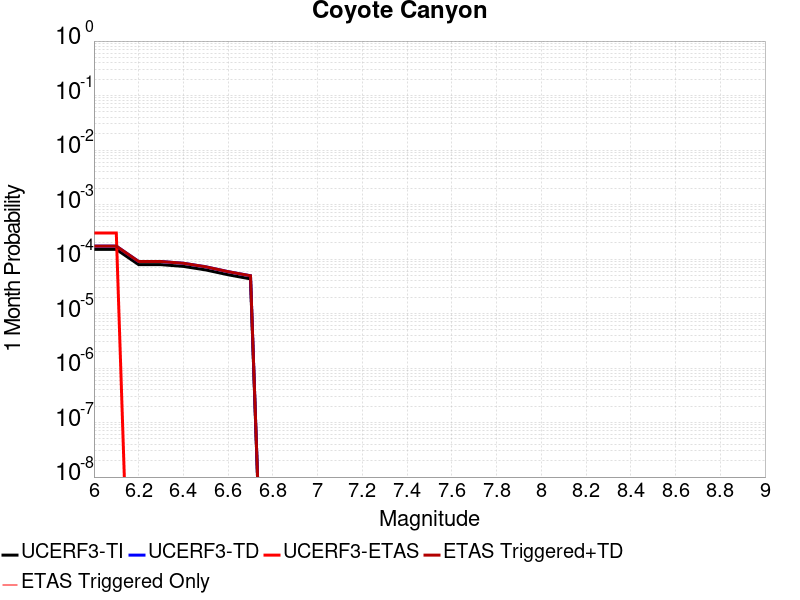 Coyote Canyon
10^0
10^-1
10^-2
10^-3
10^-4
10^-5
10^-6
10^-7
10^-8
1 Month Probability
6 6.2 6.4 6.6 6.8 7 7.2 7.4 7.6 7.8 8 8.2 8.4 8.6 8.8 9
Magnitude
UCERF3-TI UCERF3-TD UCERF3-ETAS ETAS Triggered+TD
ETAS Triggered Only